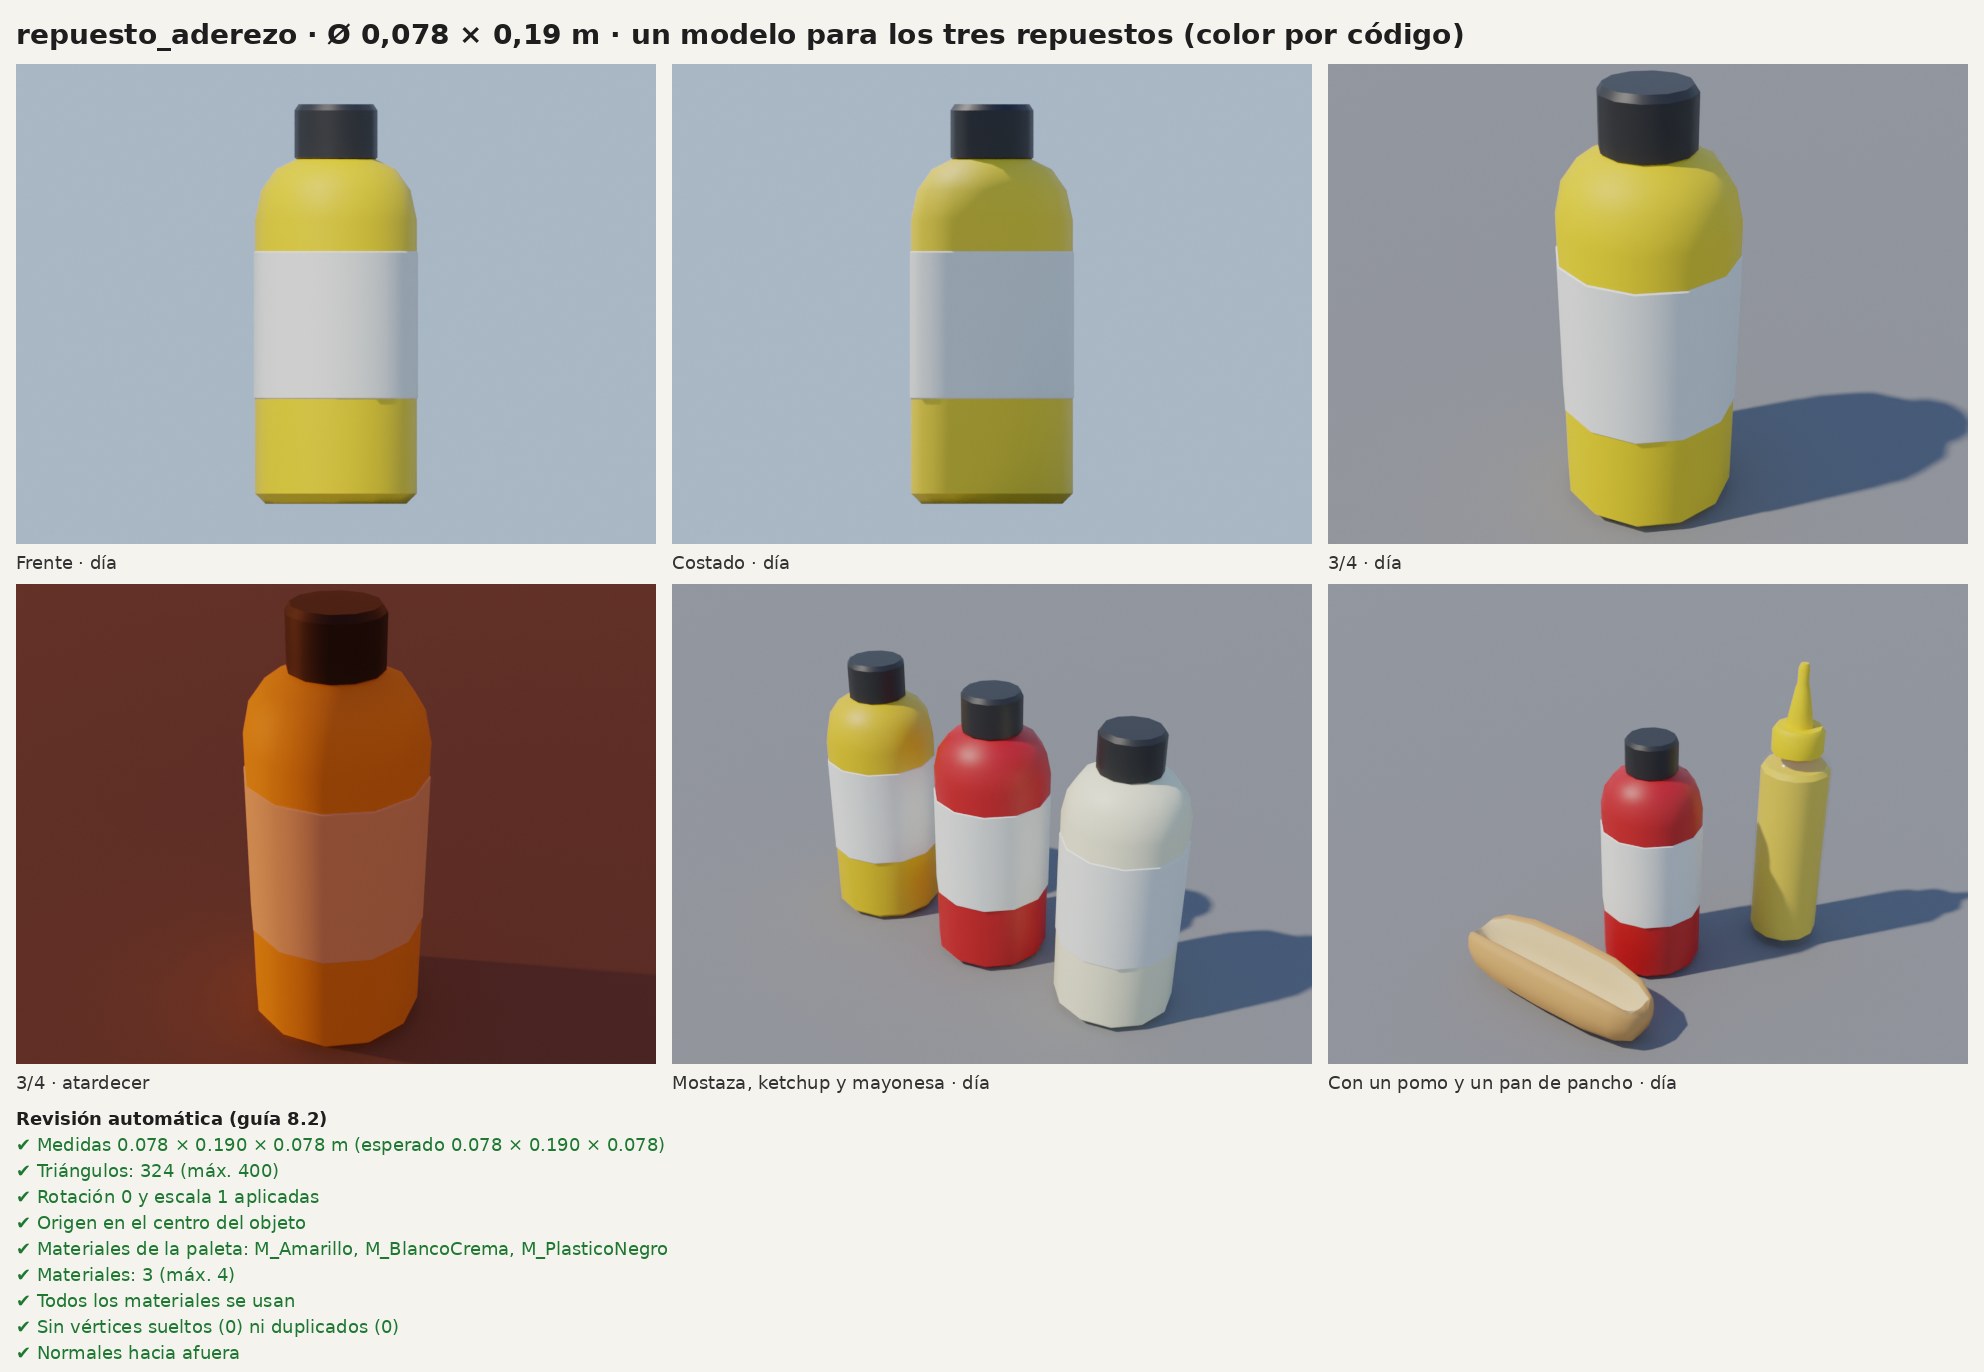 repuesto_aderezo · Ø 0,078 × 0,19 m · un modelo para los tres repuestos (color por código)
Frente · día
Costado · día
3/4 · día
3/4 · atardecer
Mostaza, ketchup y mayonesa · día
Con un pomo y un pan de pancho · día
Revisión automática (guía 8.2)
✔ Medidas 0.078 × 0.190 × 0.078 m (esperado 0.078 × 0.190 × 0.078)
✔ Triángulos: 324 (máx. 400)
✔ Rotación 0 y escala 1 aplicadas
✔ Origen en el centro del objeto
✔ Materiales de la paleta: M_Amarillo, M_BlancoCrema, M_PlasticoNegro
✔ Materiales: 3 (máx. 4)
✔ Todos los materiales se usan
✔ Sin vértices sueltos (0) ni duplicados (0)
✔ Normales hacia afuera